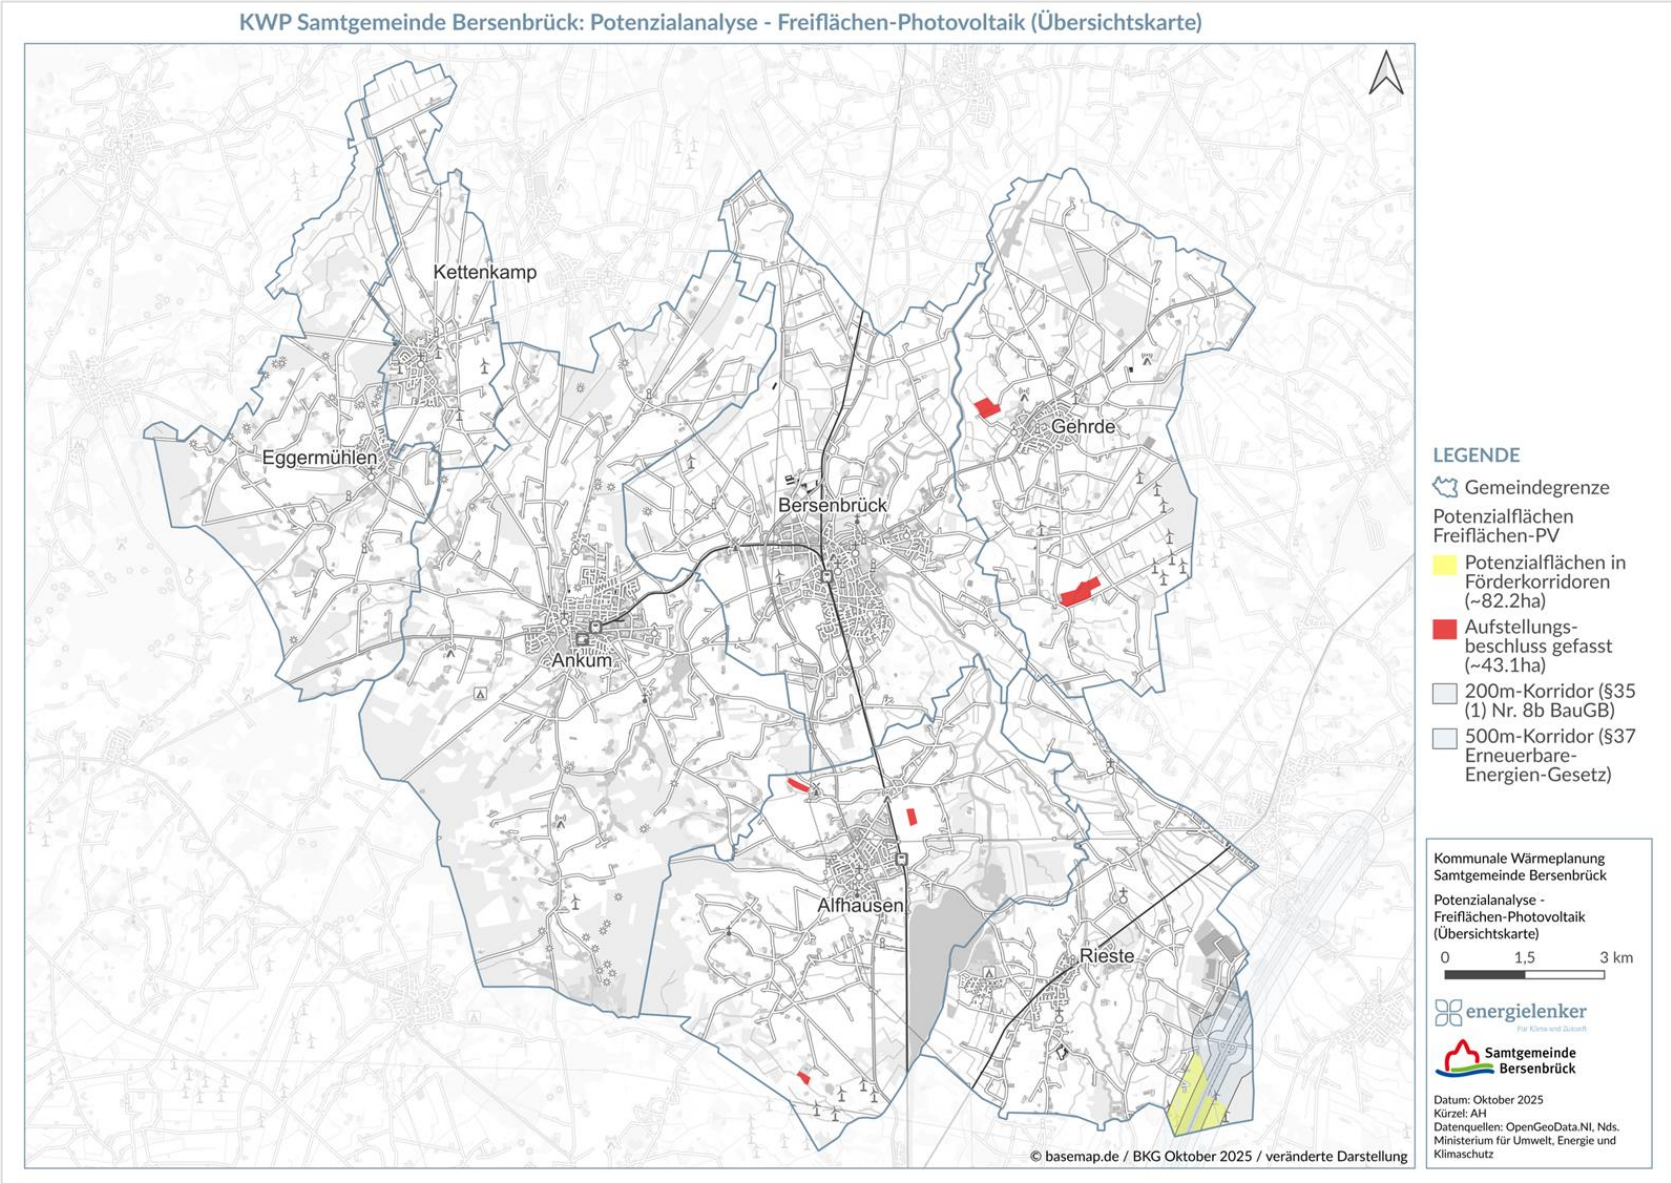 KWP Samtgemeinde Bersenbrück: Potenzialanalyse - Freiflächen-Photovoltaik (Übersichtskarte)
Kettenkamp
Gehrde
Eggermühlen
Bersenbrück
Ankum
Alfhausen
Rieste
© basemap.de / BKG Oktober 2025 / veränderte Darstellung
LEGENDE
Gemeindegrenze
Potenzialflächen
Freiflächen-PV
Potenzialflächen in
Förderkorridoren
(~82.2ha)
Aufstellungs-
beschluss gefasst
(~43.1ha)
200m-Korridor (§35
(1) Nr. 8b BauGB)
500m-Korridor (§37
Erneuerbare-
Energien-Gesetz)
Kommunale Wärmeplanung
Samtgemeinde Bersenbrück
Potenzialanalyse -
Freiflächen-Photovoltaik
(Übersichtskarte)
0 1,5 3 km
energielenker
Für Klima und Zukunft
Samtgemeinde
Bersenbrück
Datum: Oktober 2025
Kürzel: AH
Datenquellen: OpenGeoData.NI, Nds.
Ministerium für Umwelt, Energie und
Klimaschutz